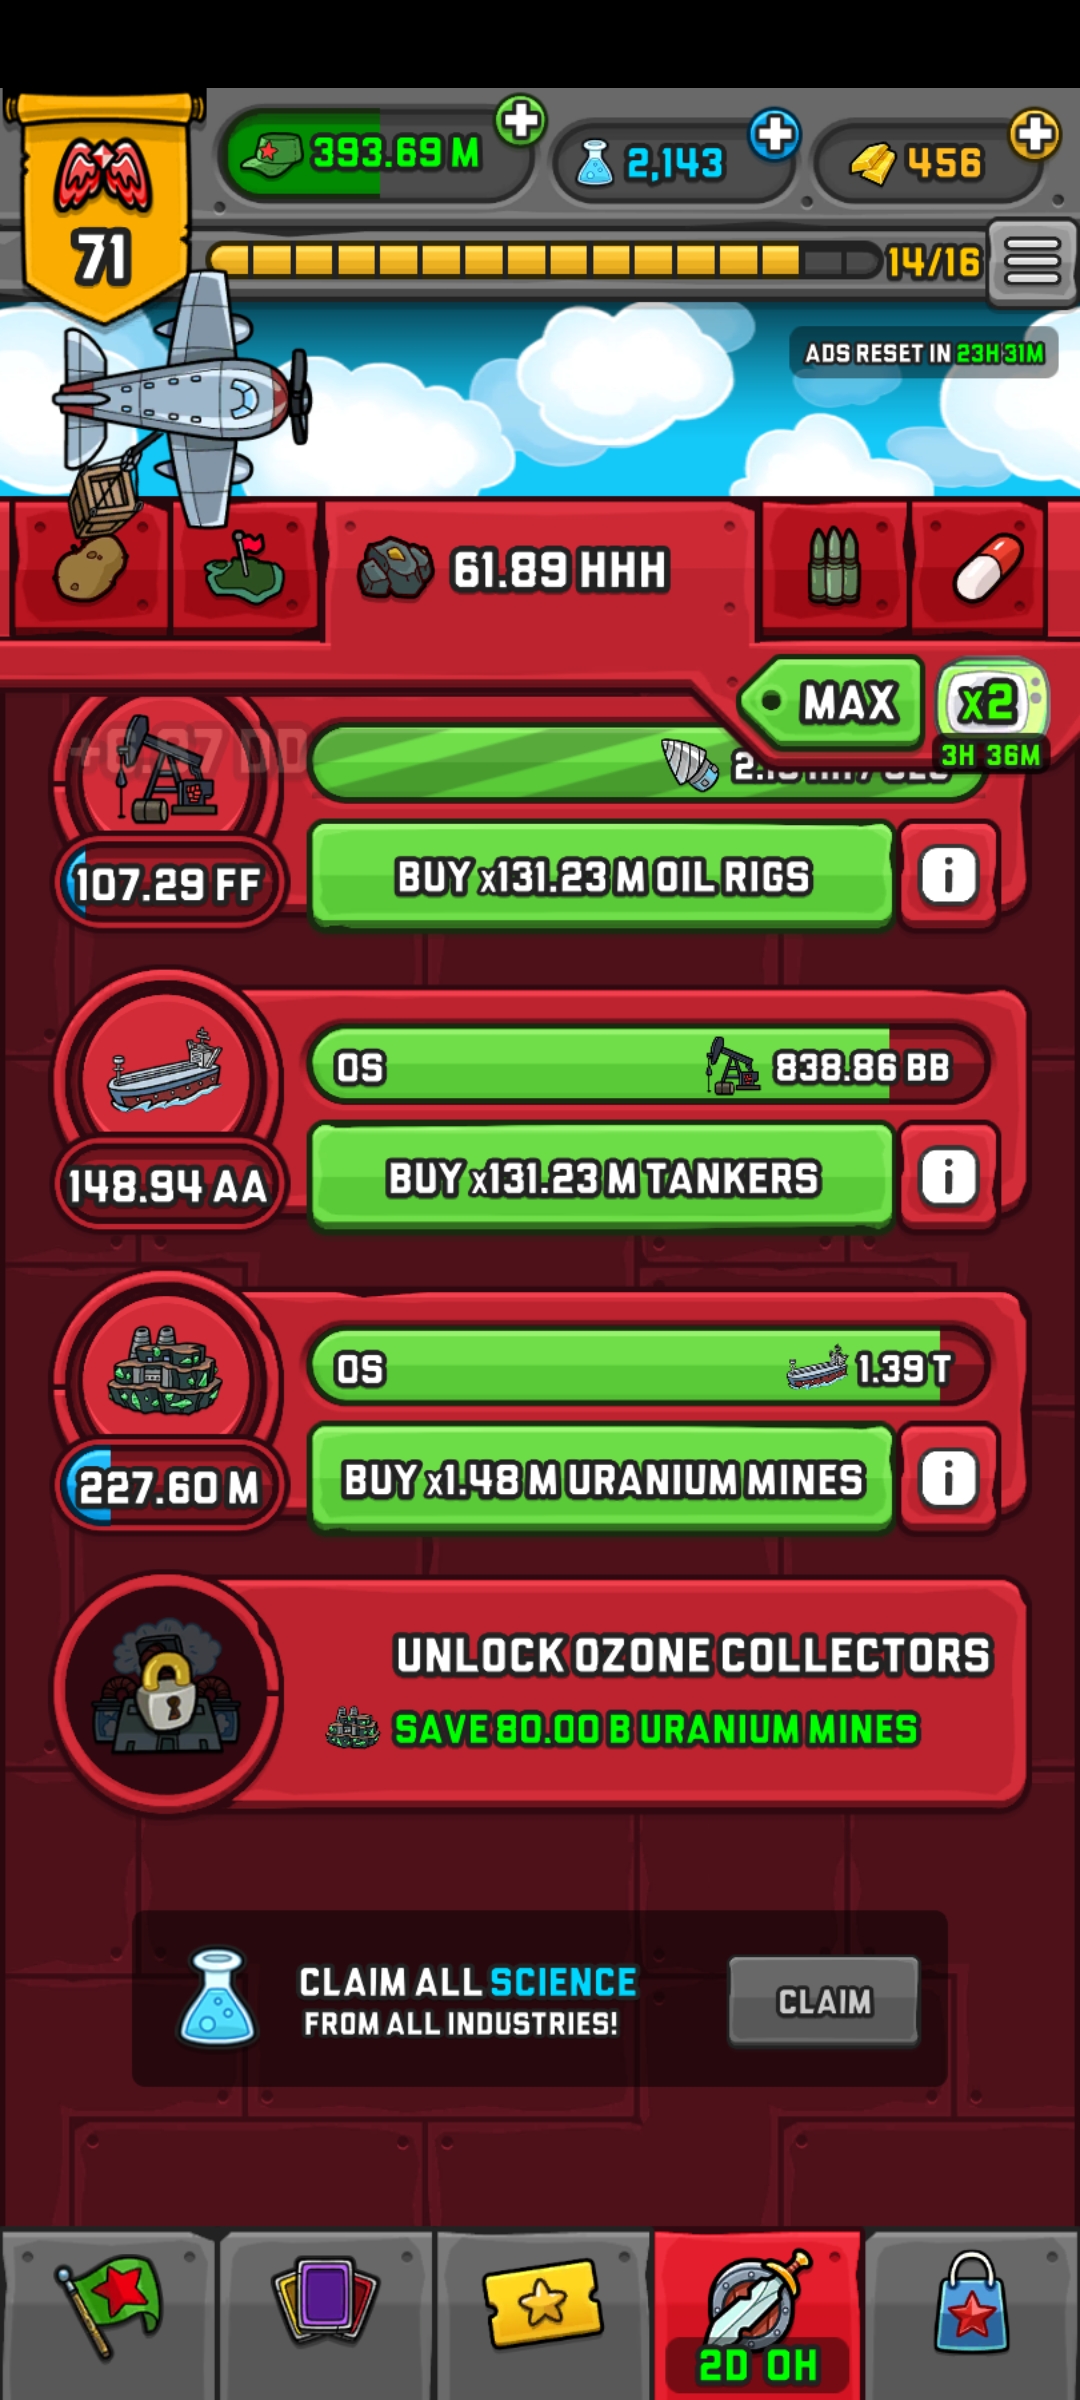 71
393.69 M
2,143
456
14/16
ADS RESET IN 23H 31M
61.89 HHH
MAX
x2
3H 36M
107.29 FF
BUY x131.23 M OIL RIGS
i
0S
838.86 BB
148.94 AA
BUY x131.23 M TANKERS
i
0S
1.39 T
227.60 M
BUY x1.48 M URANIUM MINES
i
UNLOCK OZONE COLLECTORS
SAVE 80.00 B URANIUM MINES
CLAIM ALL SCIENCE
FROM ALL INDUSTRIES!
CLAIM
2D 0H